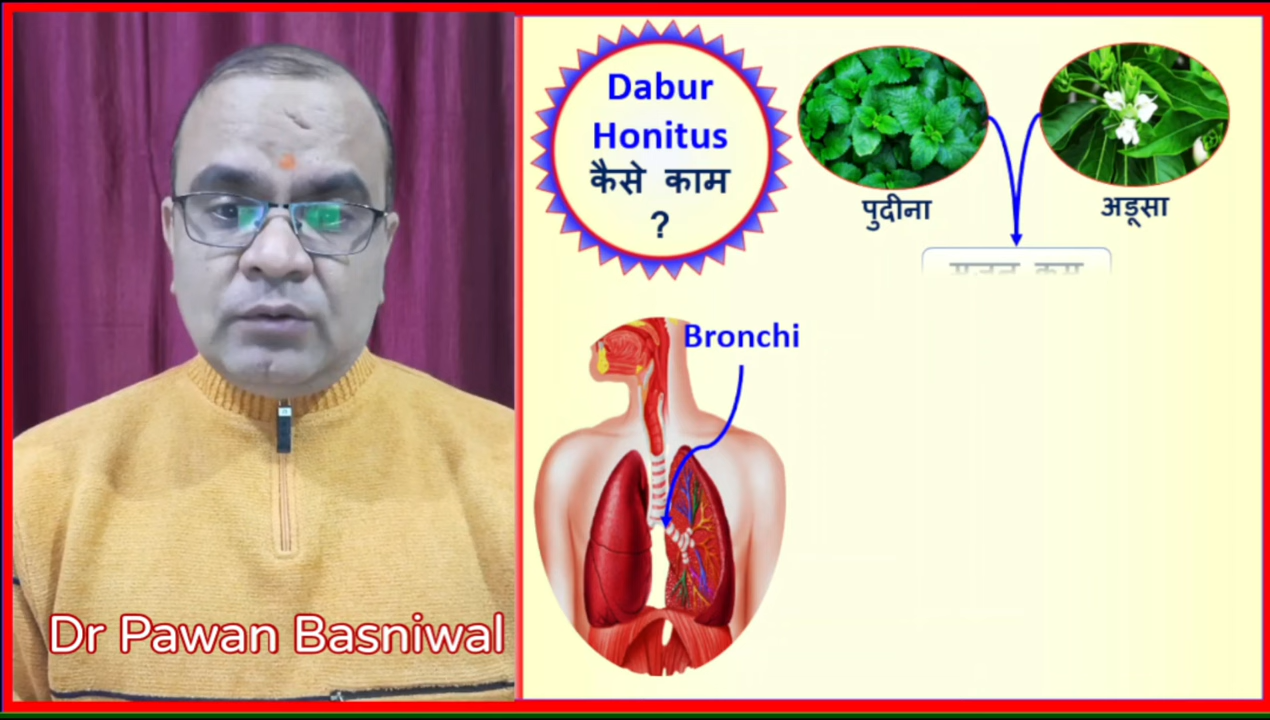 Dabur
Honitus
कैसे काम
?
पुदीना
अडूसा
Bronchi
Dr Pawan Basniwal